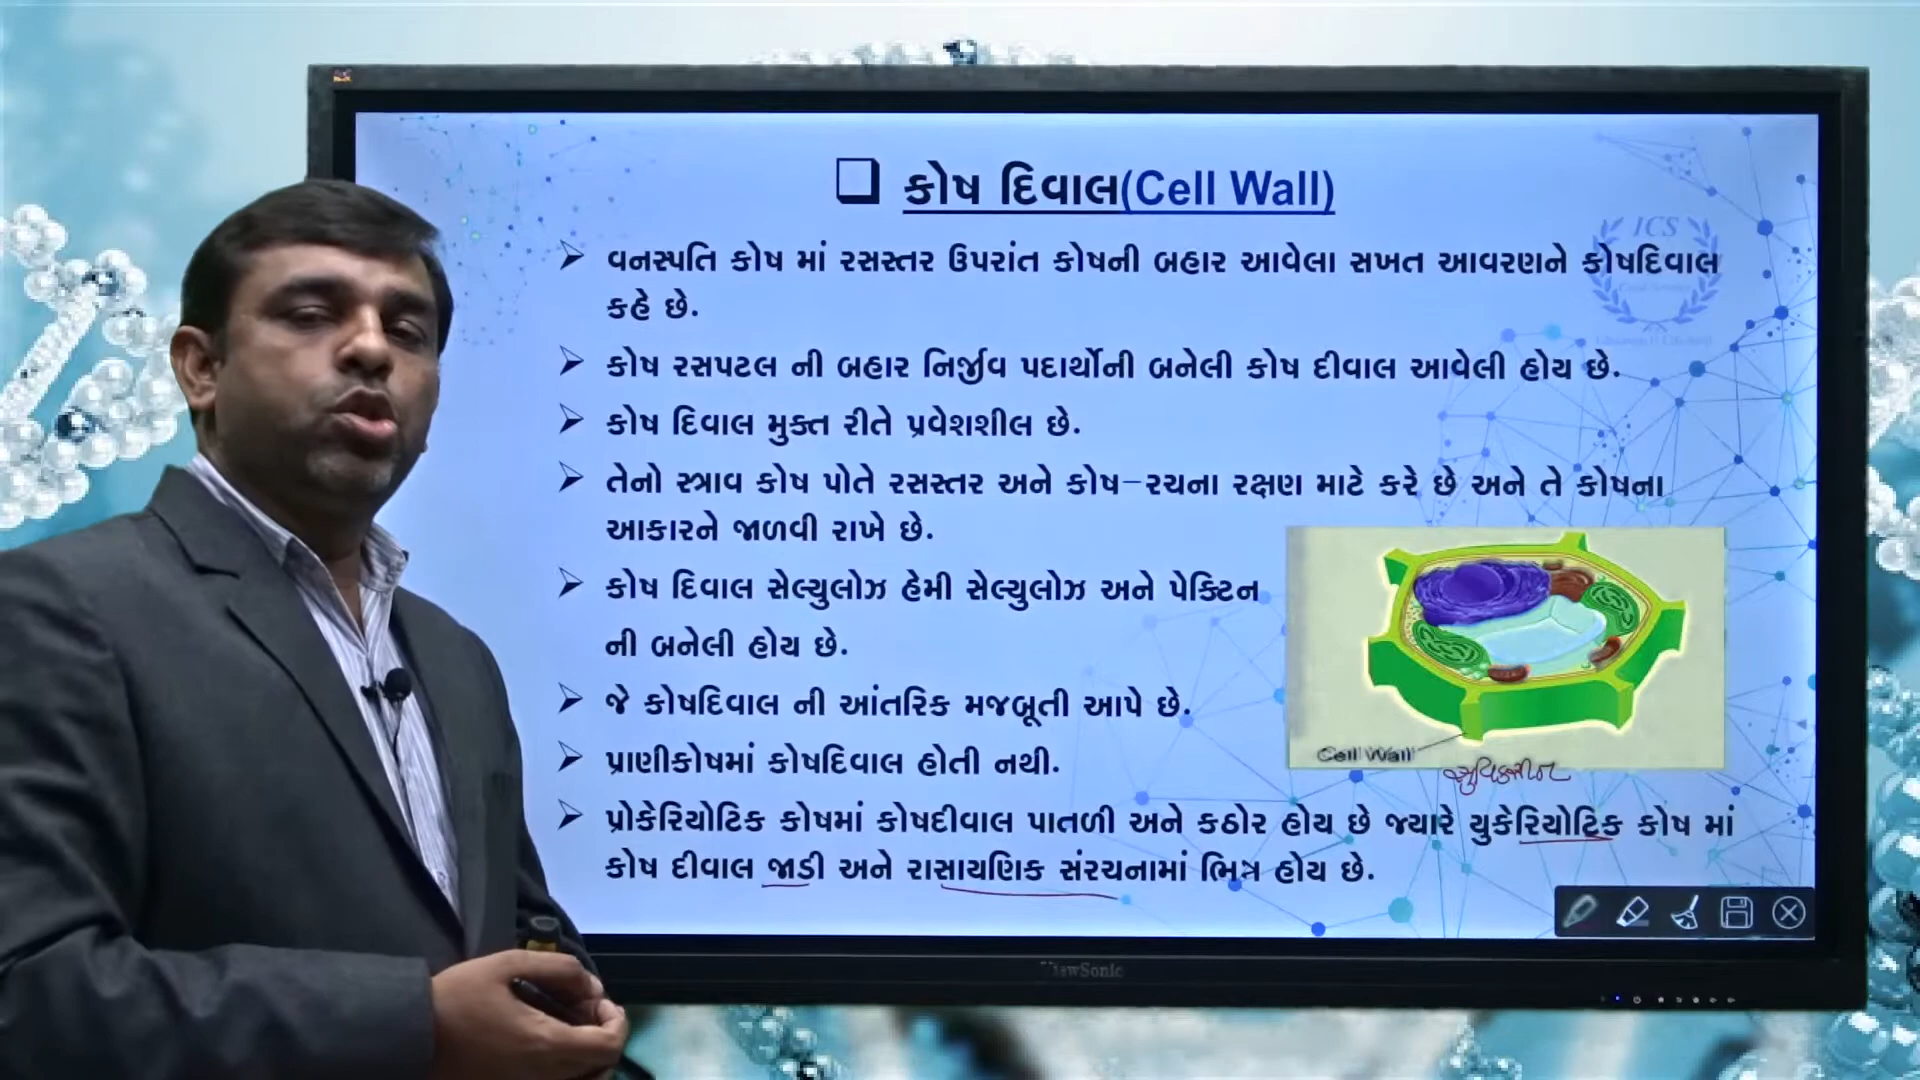 ❑ કોષ દિવાલ(Cell Wall)
ICS
➢ વનસ્પતિ કોષ માં રસસ્તર ઉપરાંત કોષની બહાર આવેલા સખત આવરણને કોષદિવાલ
કહે છે.
➢ કોષ રસપટલ ની બહાર નિર્જીવ પદાર્થોની બનેલી કોષ દીવાલ આવેલી હોય છે.
➢ કોષ દિવાલ મુક્ત રીતે પ્રવેશશીલ છે.
➢ તેનો સ્ત્રાવ કોષ પોતે રસસ્તર અને કોષ-રચના રક્ષણ માટે કરે છે અને તે કોષના
આકારને જાળવી રાખે છે.
➢ કોષ દિવાલ સેલ્યુલોઝ હેમી સેલ્યુલોઝ અને પેક્ટિન
ની બનેલી હોય છે.
➢ જે કોષદિવાલ ની આંતરિક મજબૂતી આપે છે.
Cell Wall
➢ પ્રાણીકોષમાં કોષદિવાલ હોતી નથી.
➢ પ્રોકેરિયોટિક કોષમાં કોષદીવાલ પાતળી અને કઠોર હોય છે જ્યારે યુકેરિયોટિક કોષ માં
કોષ દીવાલ જાડી અને રાસાયણિક સંરચનામાં ભિન્ન હોય છે.
ViewSonic